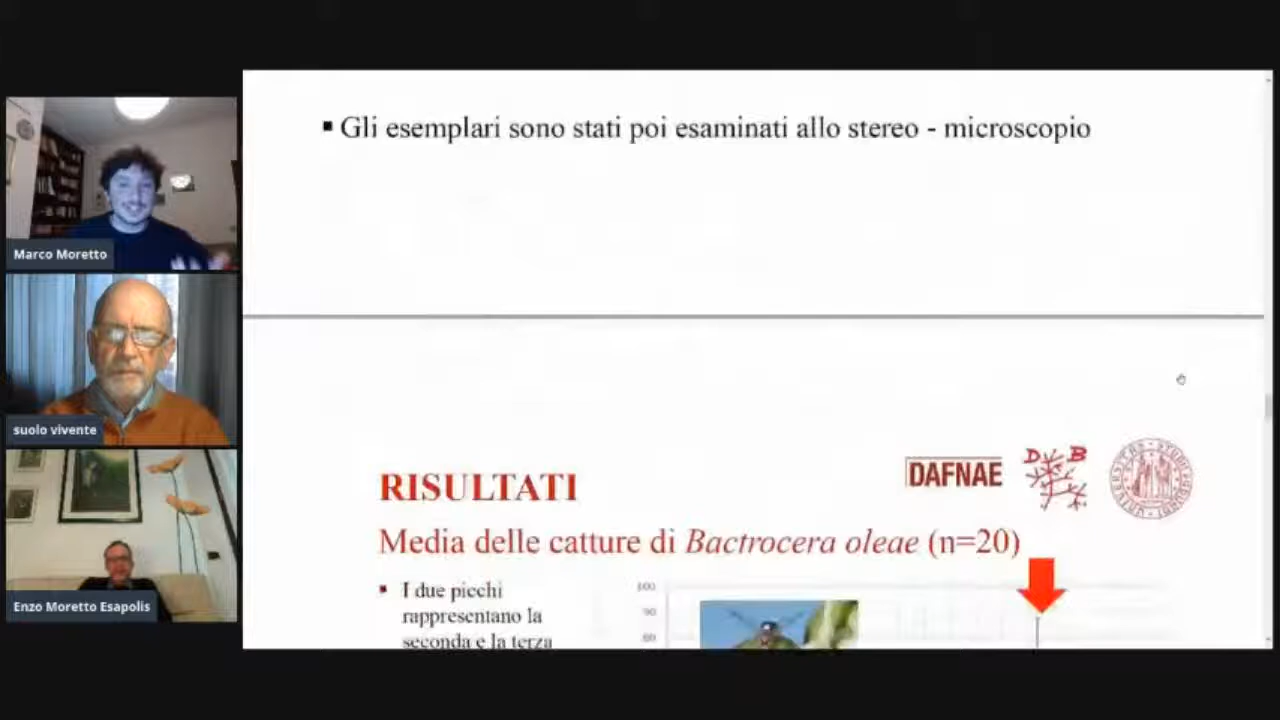 Gli esemplari sono stati poi esaminati allo stereo - microscopio
Marco Moretto
suolo vivente
Enzo Moretto Esapolis
DAFNAE
D B
RISULTATI
Media delle catture di Bactrocera oleae (n=20)
I due picchi
rappresentano la
seconda e la terza
100
90
80